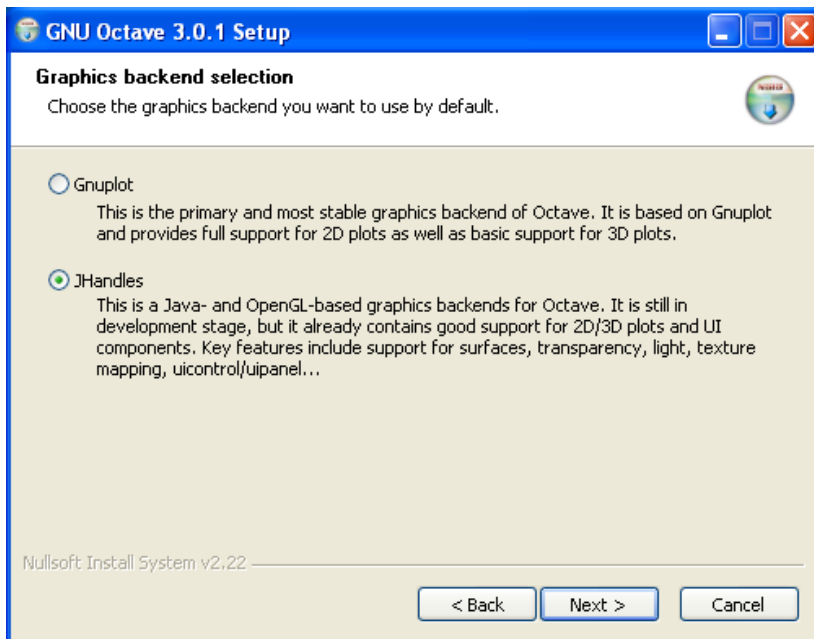 GNU Octave 3.0.1 Setup
Graphics backend selection
Choose the graphics backend you want to use by default.
Gnuplot
This is the primary and most stable graphics backend of Octave. It is based on Gnuplot
and provides full support for 2D plots as well as basic support for 3D plots.
JHandles
This is a Java- and OpenGL-based graphics backends for Octave. It is still in
development stage, but it already contains good support for 2D/3D plots and UI
components. Key features include support for surfaces, transparency, light, texture
mapping, uicontrol/uipanel...
Nullsoft Install System v2.22
< Back Next > Cancel